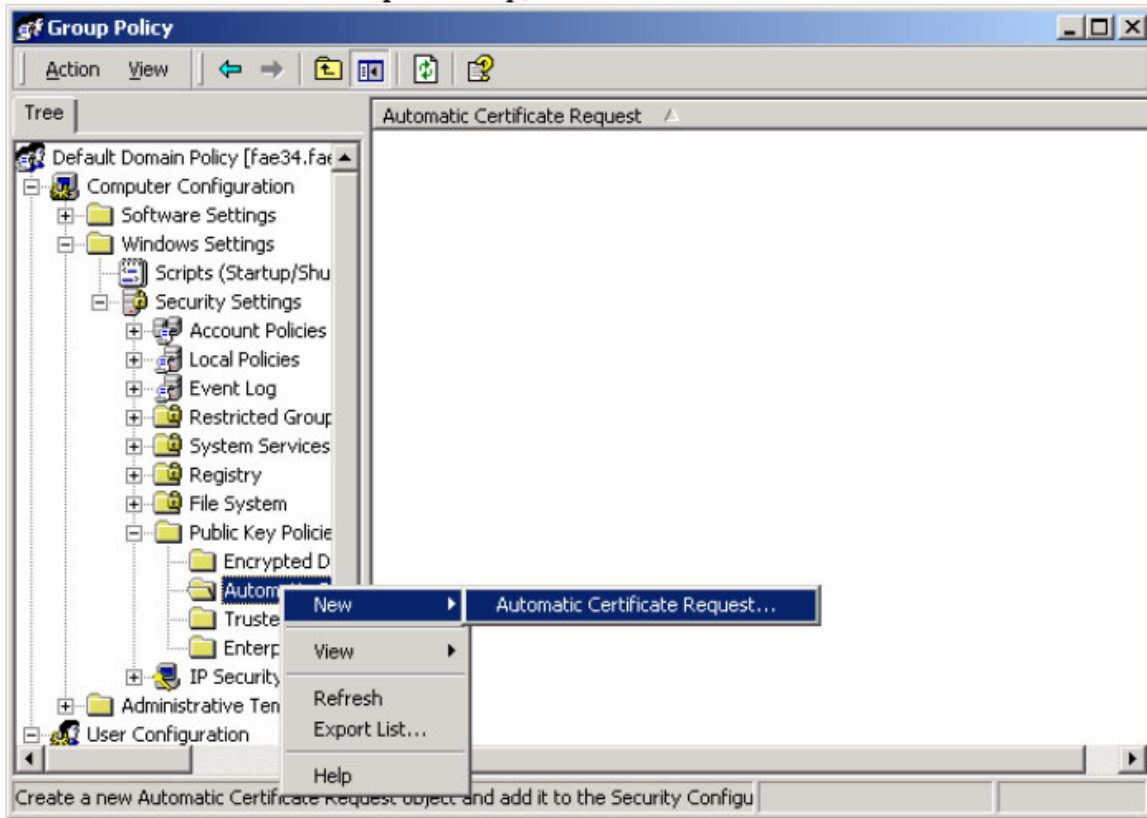 Group Policy
Action View
Tree
Automatic Certificate Request
Default Domain Policy [fae34.fae
Computer Configuration
Software Settings
Windows Settings
Scripts (Startup/Shu
Security Settings
Account Policies
Local Policies
Event Log
Restricted Group
System Services
Registry
File System
Public Key Policie
Encrypted D
Autom
New
Automatic Certificate Request...
Truste
Enterp
View
IP Security
Refresh
Administrative Ten
Export List...
User Configuration
Help
Create a new Automatic Certificate Request object and add it to the Security Configu